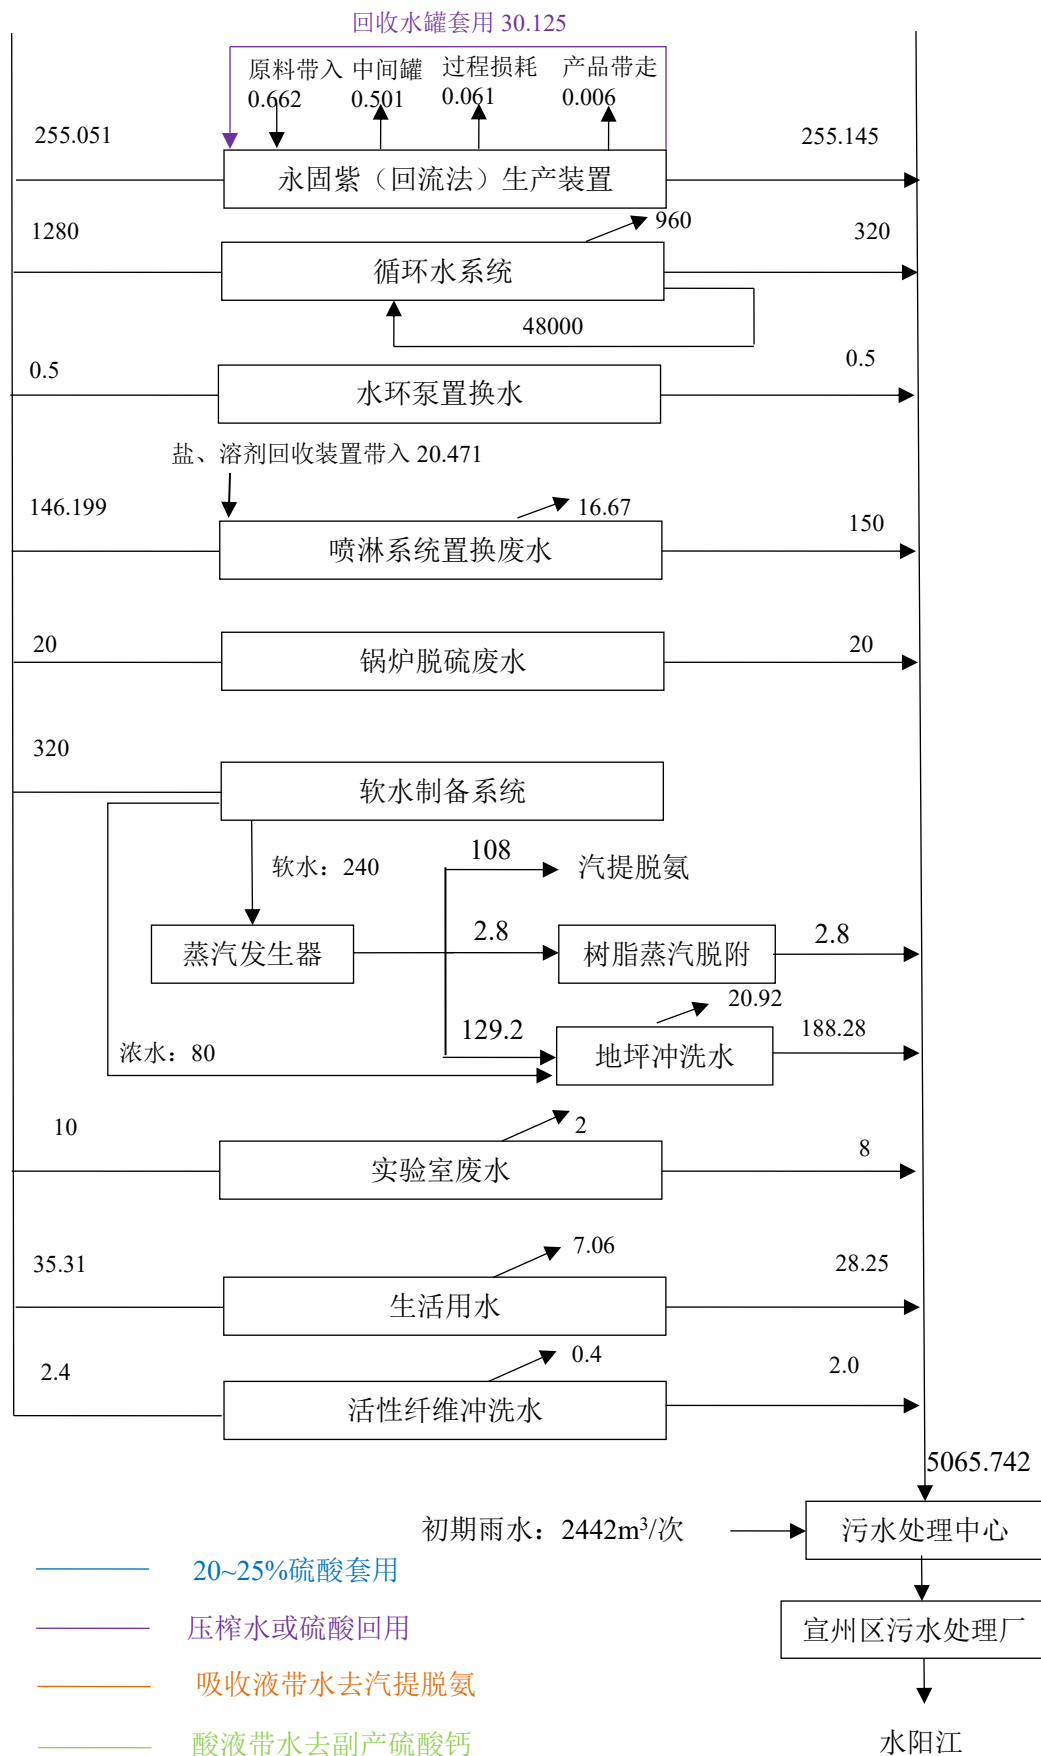 回收水罐套用 30.125
原料带入 中间罐 过程损耗 产品带走
0.662 0.501 0.061 0.006
255.051 255.145
永固紫（回流法）生产装置
960
1280 320
循环水系统
48000
0.5 0.5
水环泵置换水
盐、溶剂回收装置带入 20.471
146.199 16.67 150
喷淋系统置换废水
20 20
锅炉脱硫废水
320
软水制备系统
108 汽提脱氨
软水：240
2.8 2.8
蒸汽发生器 树脂蒸汽脱附
20.92
129.2 188.28
浓水：80 地坪冲洗水
10 2 8
实验室废水
7.06
35.31 28.25
生活用水
0.4
2.4 2.0
活性纤维冲洗水
5065.742
初期雨水：2442m³/次 污水处理中心
20~25%硫酸套用
压榨水或硫酸回用 宣州区污水处理厂
吸收液带水去汽提脱氨
酸液带水去副产硫酸钙 水阳江